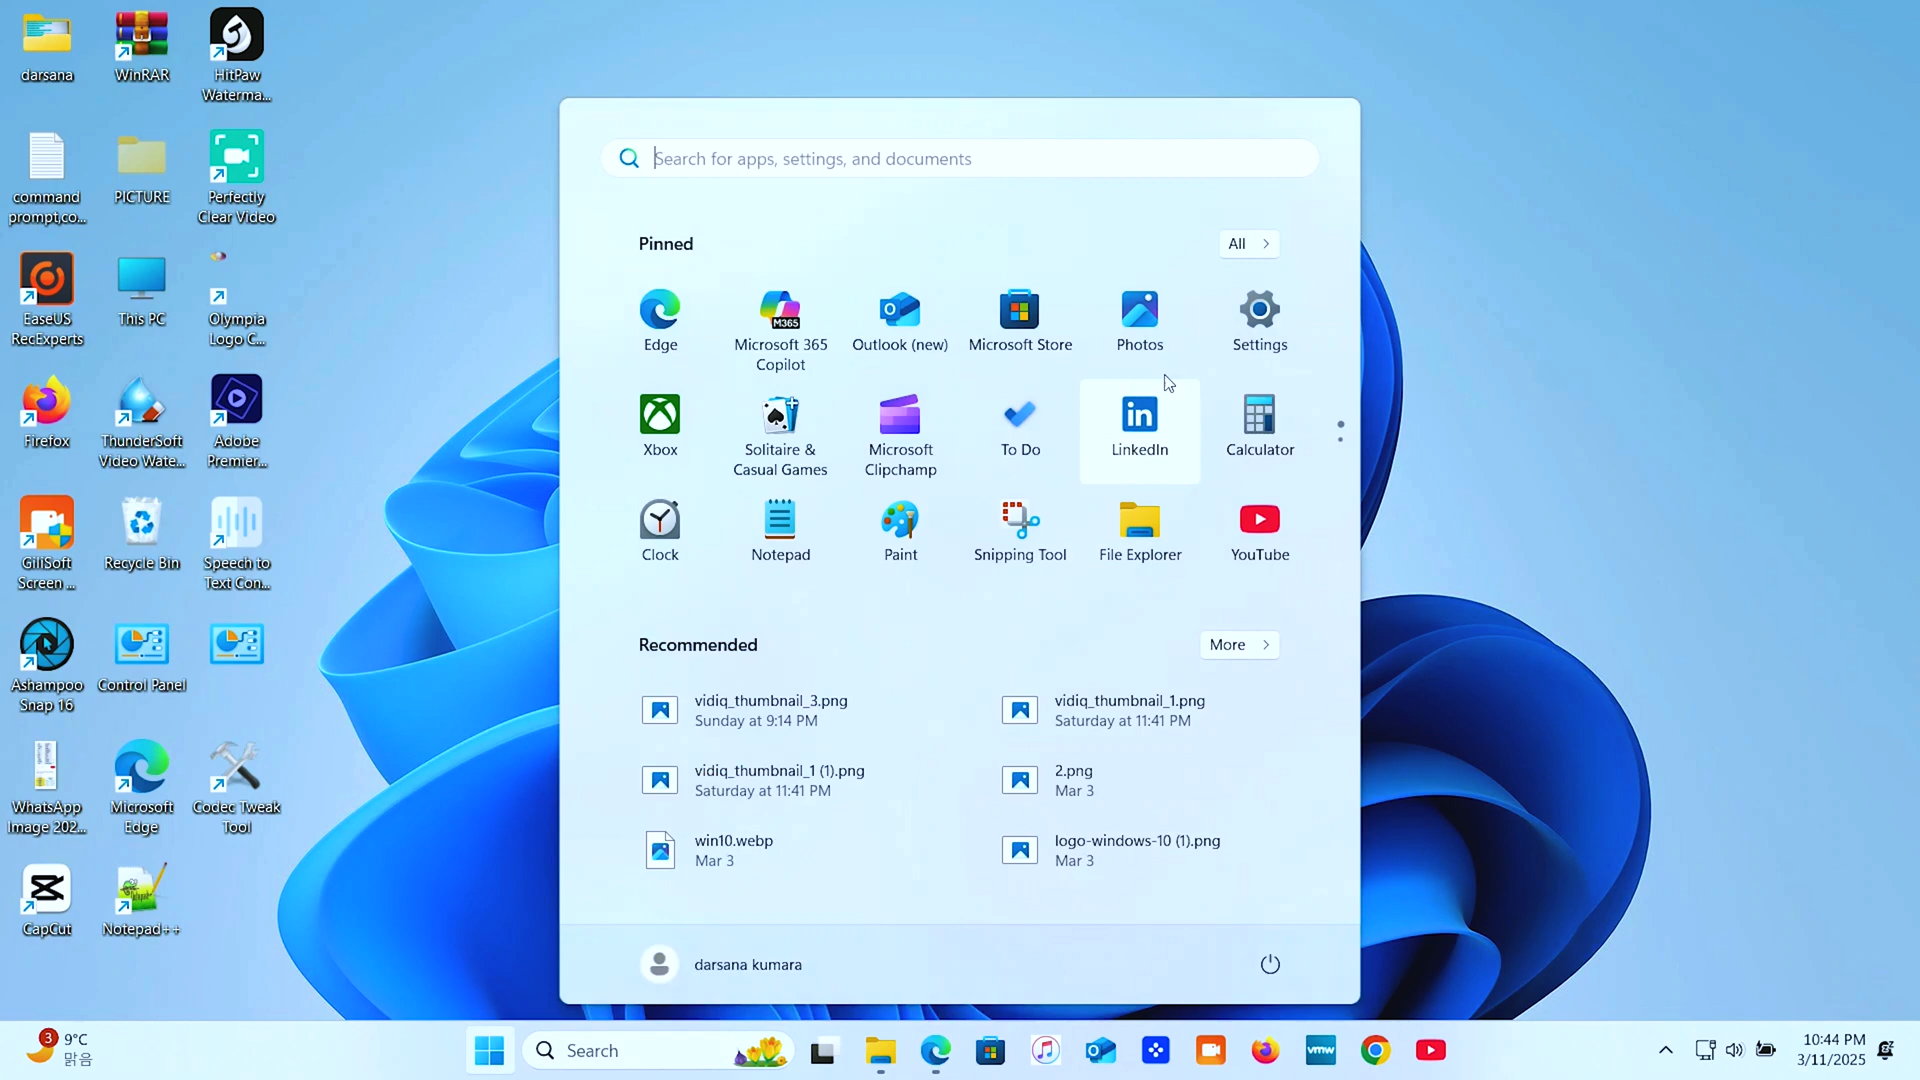 darsana
WinRAR
HitPaw
Waterma...
command
prompt,co...
PICTURE
Perfectly
Clear Video
EaseUS
RecExperts
This PC
Olympia
Logo C...
Firefox
ThunderSoft
Video Wate...
Adobe
Premier...
GiliSoft
Screen ...
Recycle Bin
Speech to
Text Con...
Ashampoo
Snap 16
Control Panel
WhatsApp
Image 202...
Microsoft
Edge
Codec Tweak
Tool
CapCut
Notepad++
Search for apps, settings, and documents
Pinned
All
Edge
M365
Microsoft 365
Copilot
Outlook (new)
Microsoft Store
Photos
Settings
Xbox
Solitaire &
Casual Games
Microsoft
Clipchamp
To Do
in
LinkedIn
Calculator
Clock
Notepad
Paint
Snipping Tool
File Explorer
YouTube
Recommended
More
vidiq_thumbnail_3.png
Sunday at 9:14 PM
vidiq_thumbnail_1.png
Saturday at 11:41 PM
vidiq_thumbnail_1 (1).png
Saturday at 11:41 PM
2.png
Mar 3
win10.webp
Mar 3
logo-windows-10 (1).png
Mar 3
darsana kumara
3
9°C
맑음
Search
vmw
10:44 PM
3/11/2025